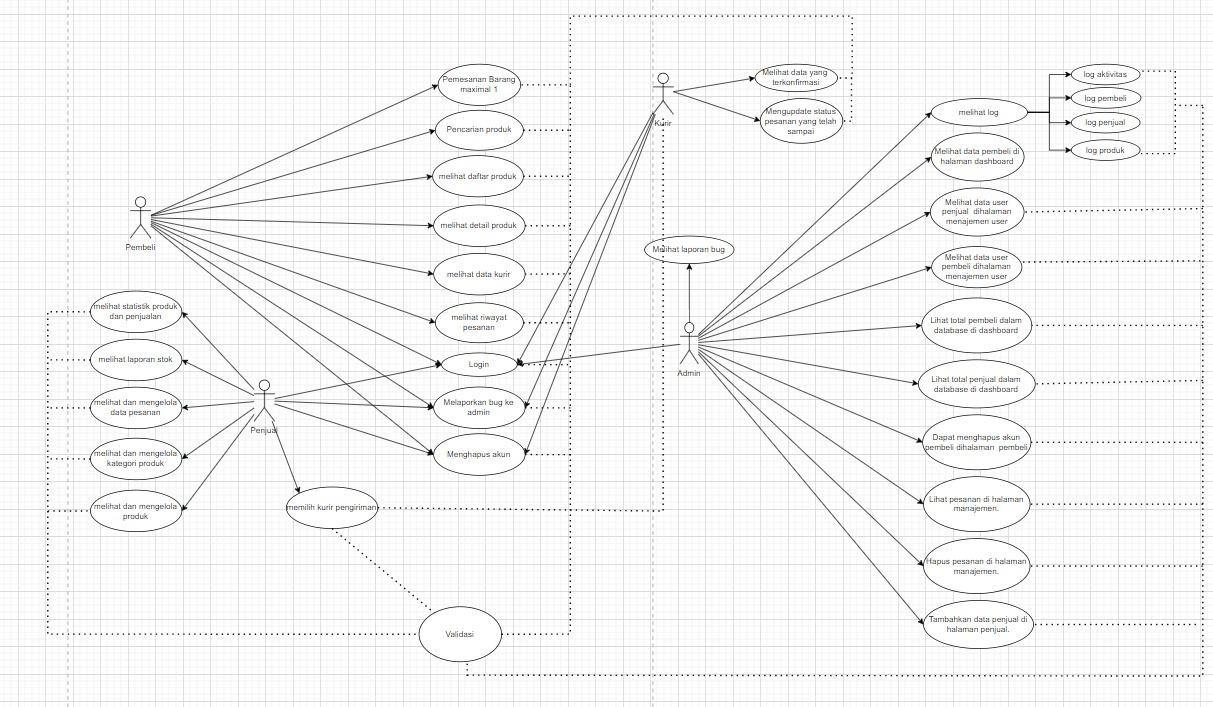 Pemesanan Barang
maximal 1
Pencarian produk
melihat daftar produk
melihat detail produk
melihat data kurir
melihat riwayat
pesanan
Login
Melaporkan bug ke
admin
Menghapus akun
Pembeli
melihat statistik produk
dan penjualan
melihat laporan stok
melihat dan mengelola
data pesanan
melihat dan mengelola
kategori produk
melihat dan mengelola
produk
Penjual
memilih kurir pengiriman
Validasi
Kurir
Melihat data yang
terkonfirmasi
Mengupdate status
pesanan yang telah
sampai
Melihat laporan bug
Admin
melihat log
log aktivitas
log pembeli
log penjual
log produk
Melihat data pembeli di
halaman dashboard
Melihat data user
penjual dihalaman
menajemen user
Melihat data user
pembeli dihalaman
menajemen user
Lihat total pembeli dalam
database di dashboard
Lihat total penjual dalam
database di dashboard
Dapat menghapus akun
pembeli dihalaman pembeli
Lihat pesanan di halaman
manajemen.
Hapus pesanan di halaman
manajemen.
Tambahkan data penjual di
halaman penjual.